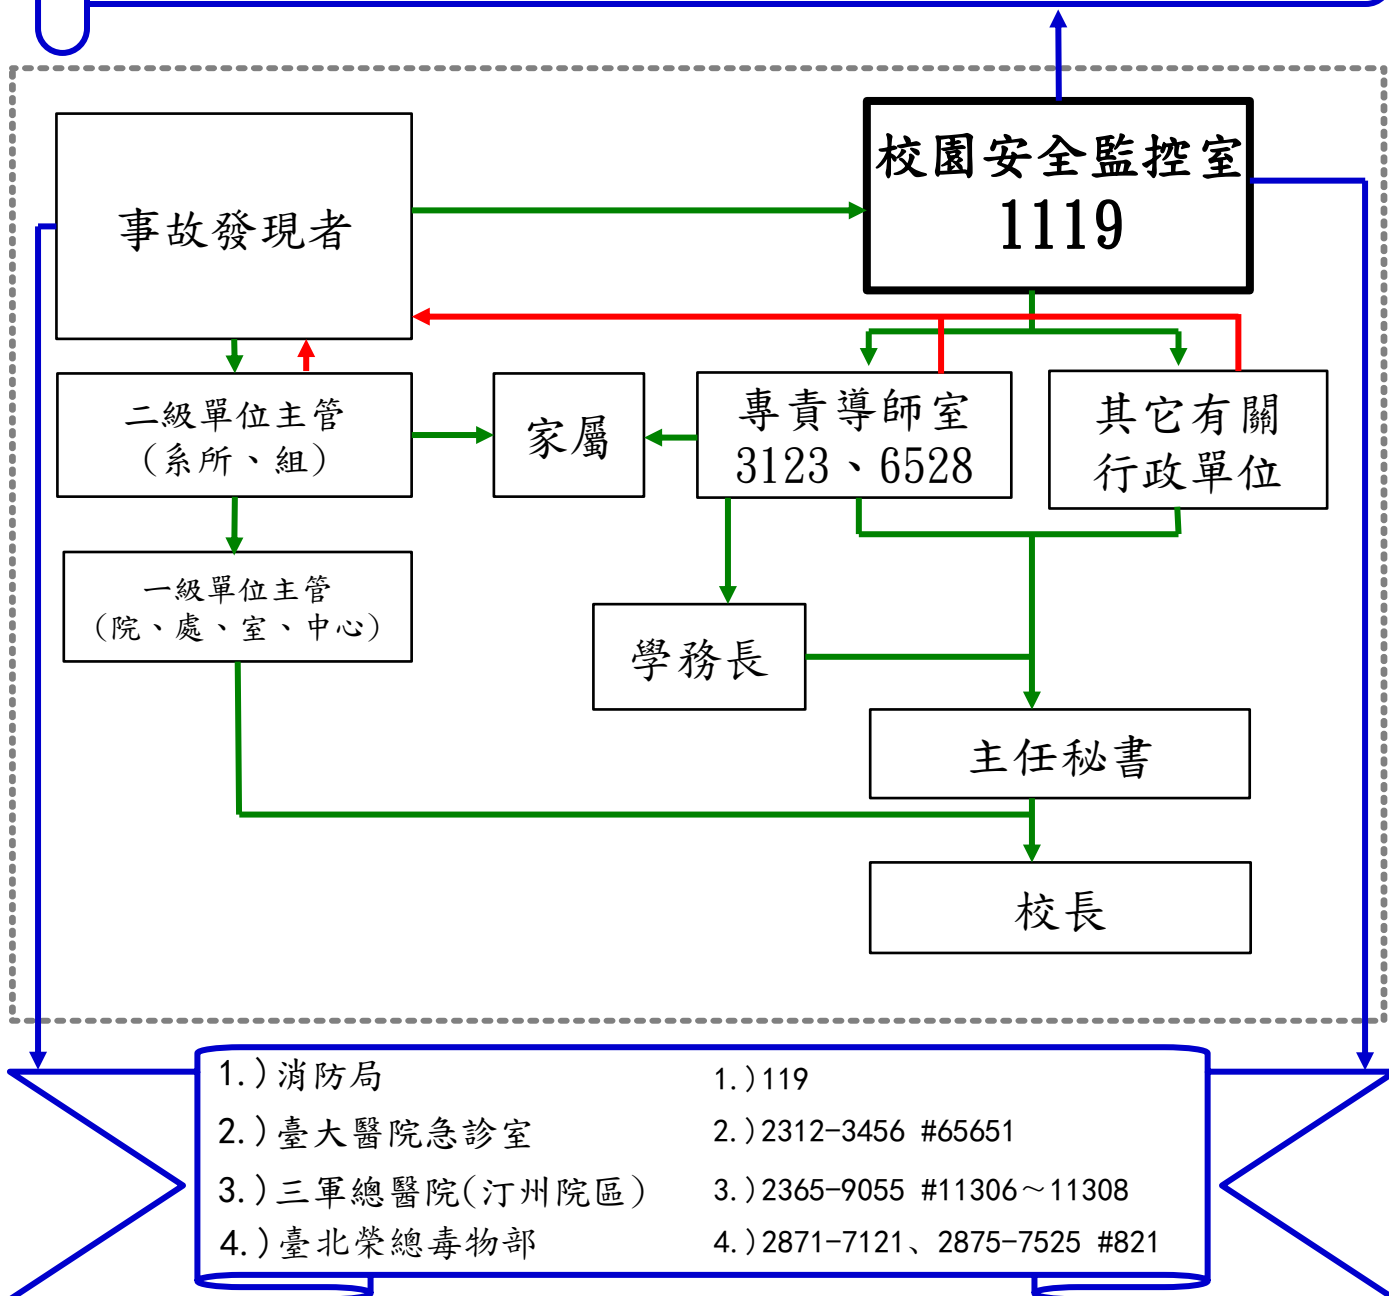 校園安全監控室
1119
事故發現者
二級單位主管
(系所、組)
家屬
專責導師室
3123、6528
其它有關
行政單位
一級單位主管
(院、處、室、中心)
學務長
主任秘書
校長
1.)消防局 1.)119
2.)臺大醫院急診室 2.)2312-3456 #65651
3.)三軍總醫院(汀州院區) 3.)2365-9055 #11306～11308
4.)臺北榮總毒物部 4.)2871-7121、2875-7525 #821